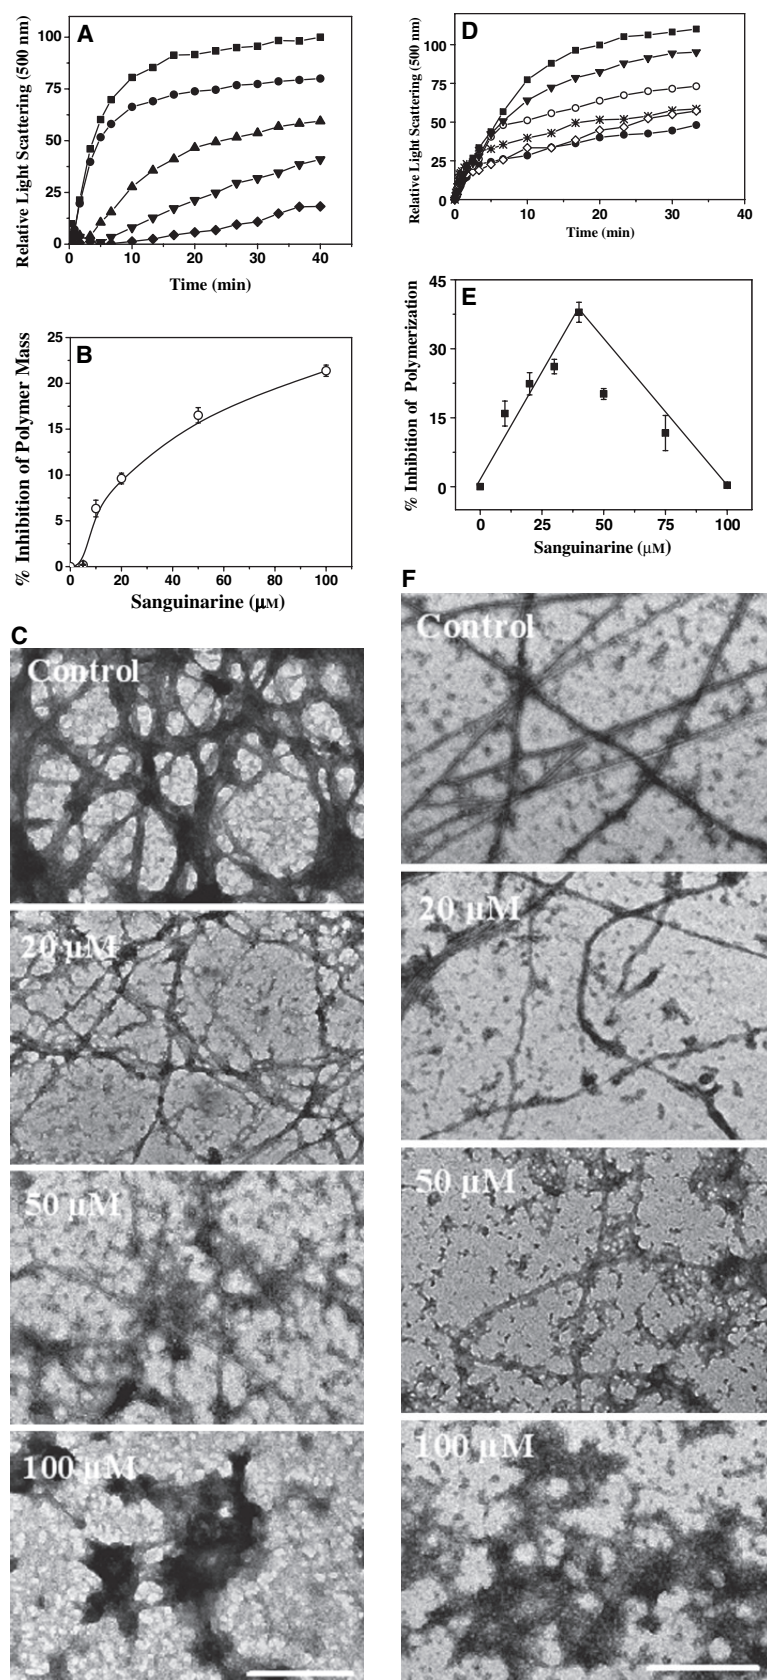 A
Relative Light Scattering (500 nm)
100
75
50
25
0
0 10 20 30 40
Time (min)
B
% Inhibition of Polymer Mass
25
20
15
10
5
0
0 20 40 60 80 100
Sanguinarine (μM)
C
Control
20 μM
50 μM
100 μM
D
Relative Light Scattering (500 nm)
100
75
50
25
0
0 10 20 30 40
Time (min)
E
% Inhibition of Polymerization
45
30
15
0
0 25 50 75 100
Sanguinarine (μM)
F
Control
20 μM
50 μM
100 μM